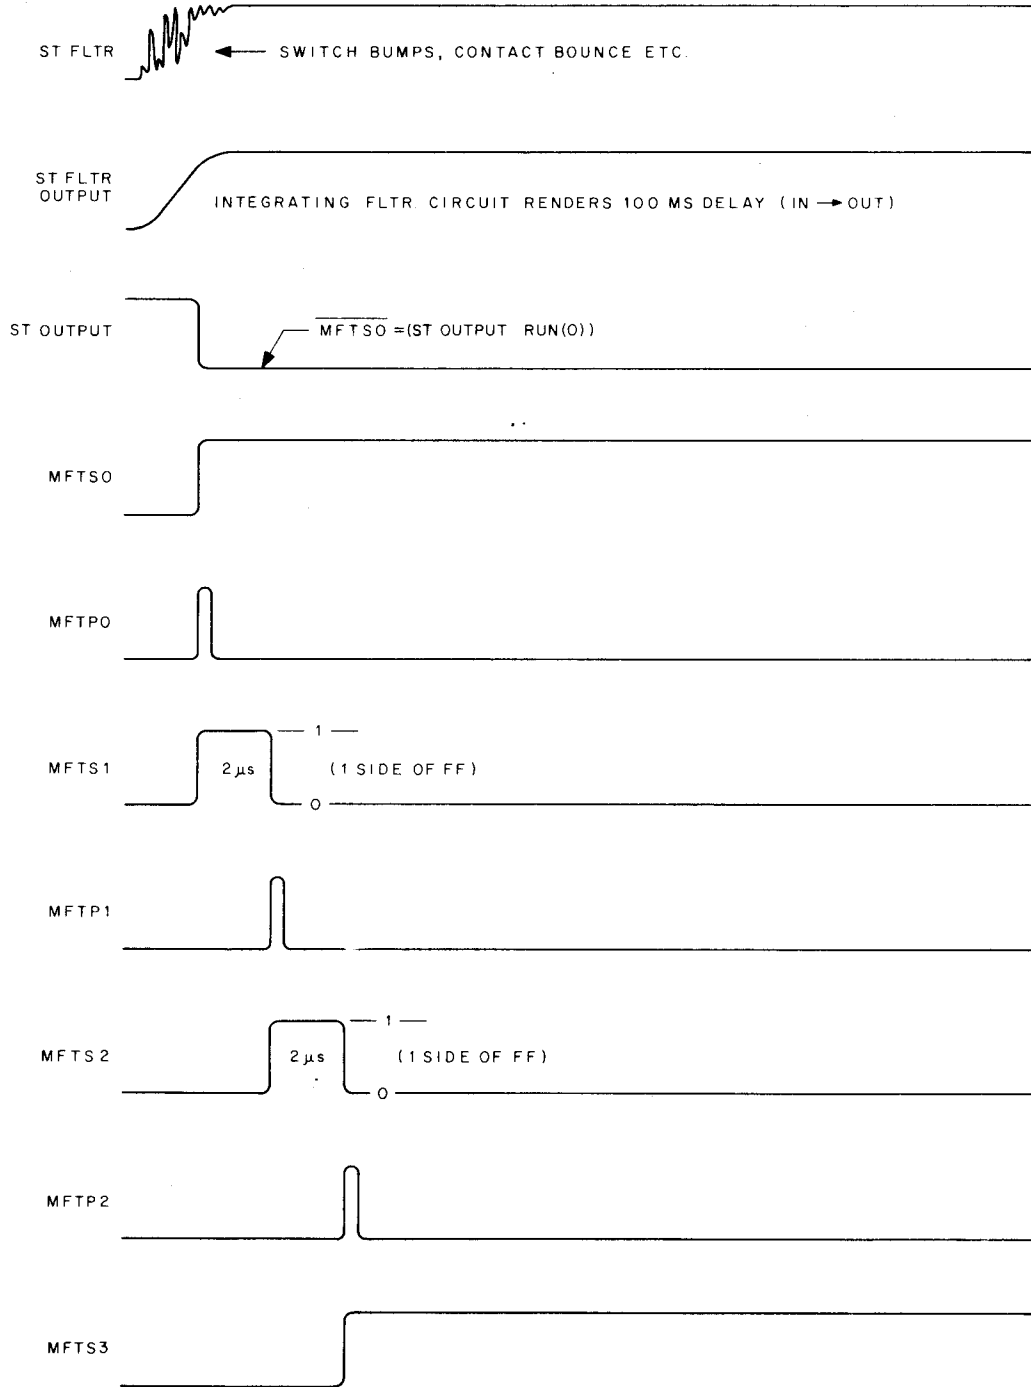 ST FLTR
SWITCH BUMPS, CONTACT BOUNCE ETC.
ST FLTR
OUTPUT
INTEGRATING FLTR. CIRCUIT RENDERS 100 MS DELAY (IN → OUT)
ST OUTPUT
MFTSO =(ST OUTPUT RUN(0))
MFTSO
MFTPO
MFTS1
2 μs
1
(1 SIDE OF FF)
0
MFTP1
MFTS2
2 μs
1
(1 SIDE OF FF)
0
MFTP2
MFTS3